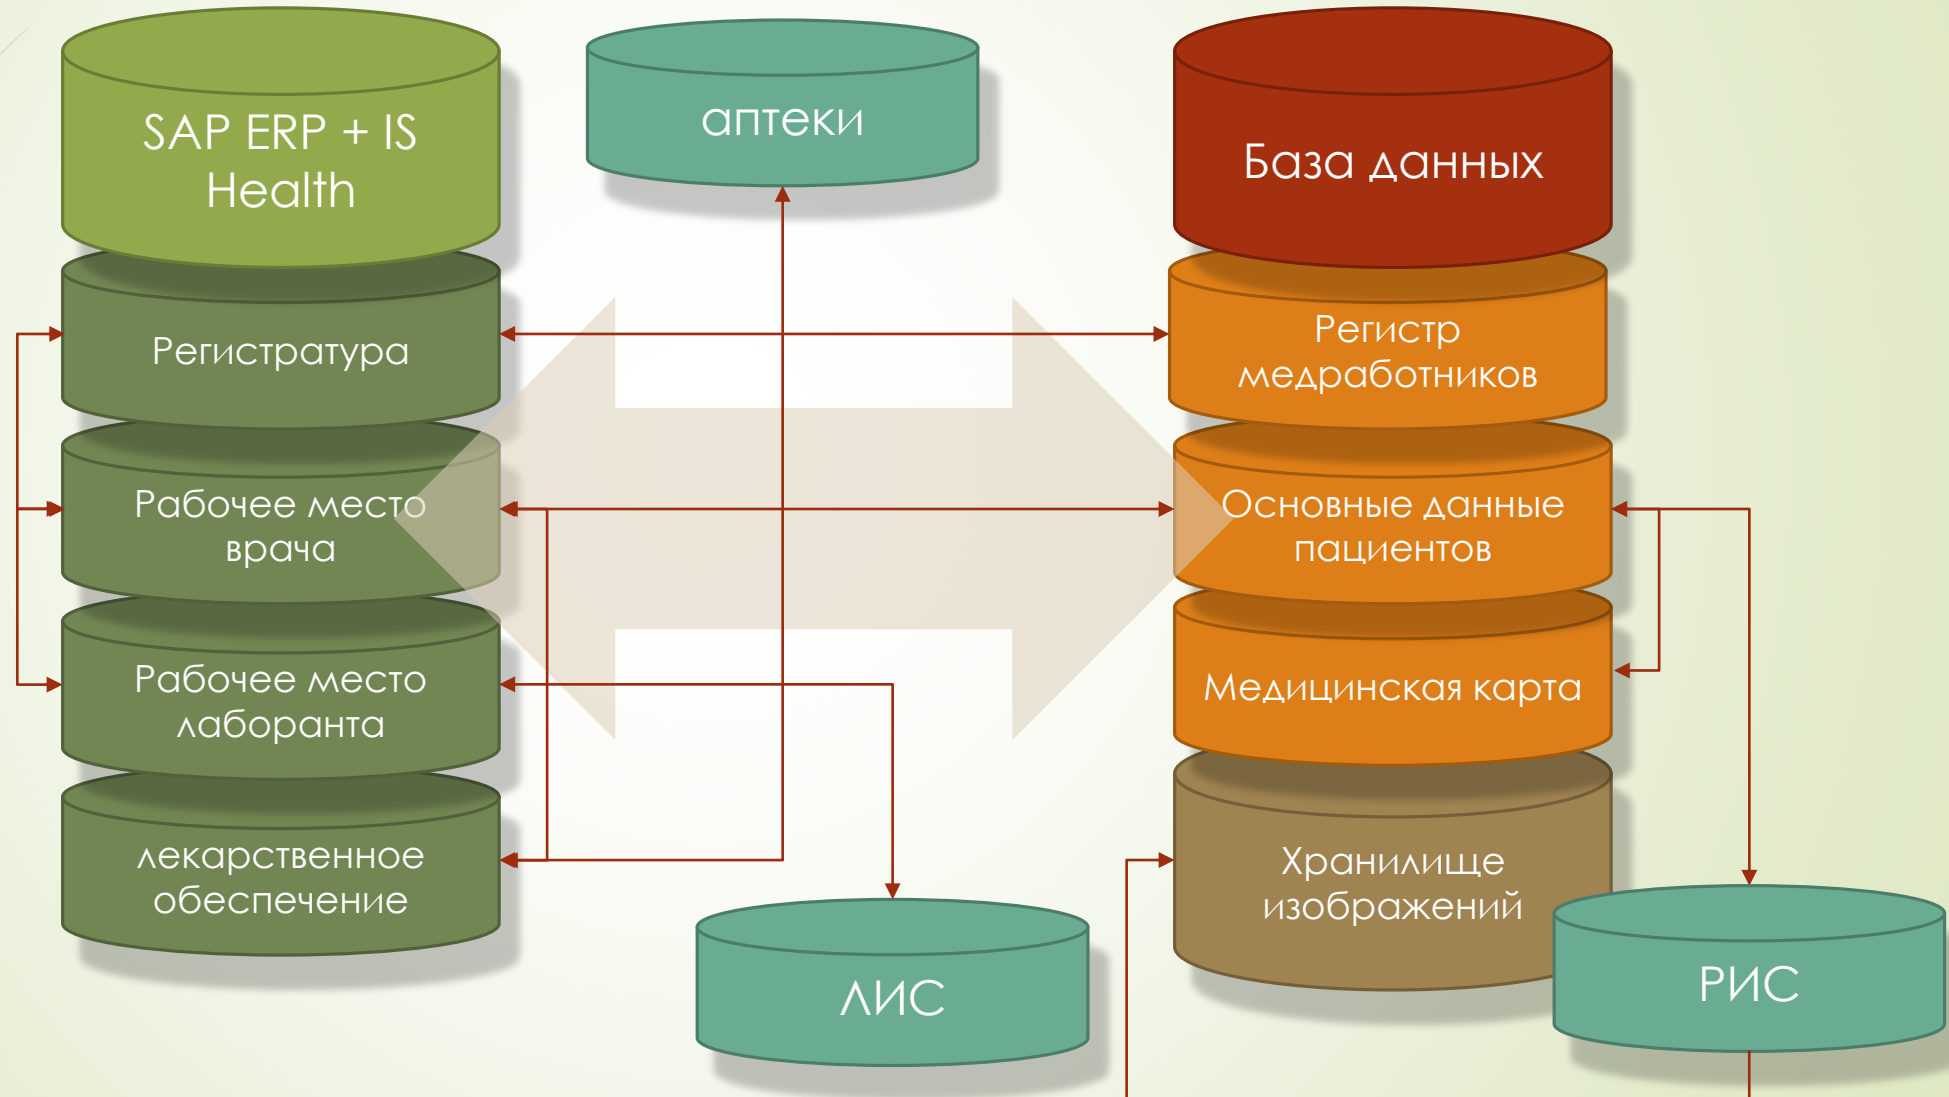 SAP ERP + IS
Health
аптеки
База данных
Регистратура
Регистр
медработников
Рабочее место
врача
Основные данные
пациентов
Рабочее место
лаборанта
Медицинская карта
лекарственное
обеспечение
Хранилище
изображений
ЛИС
РИС